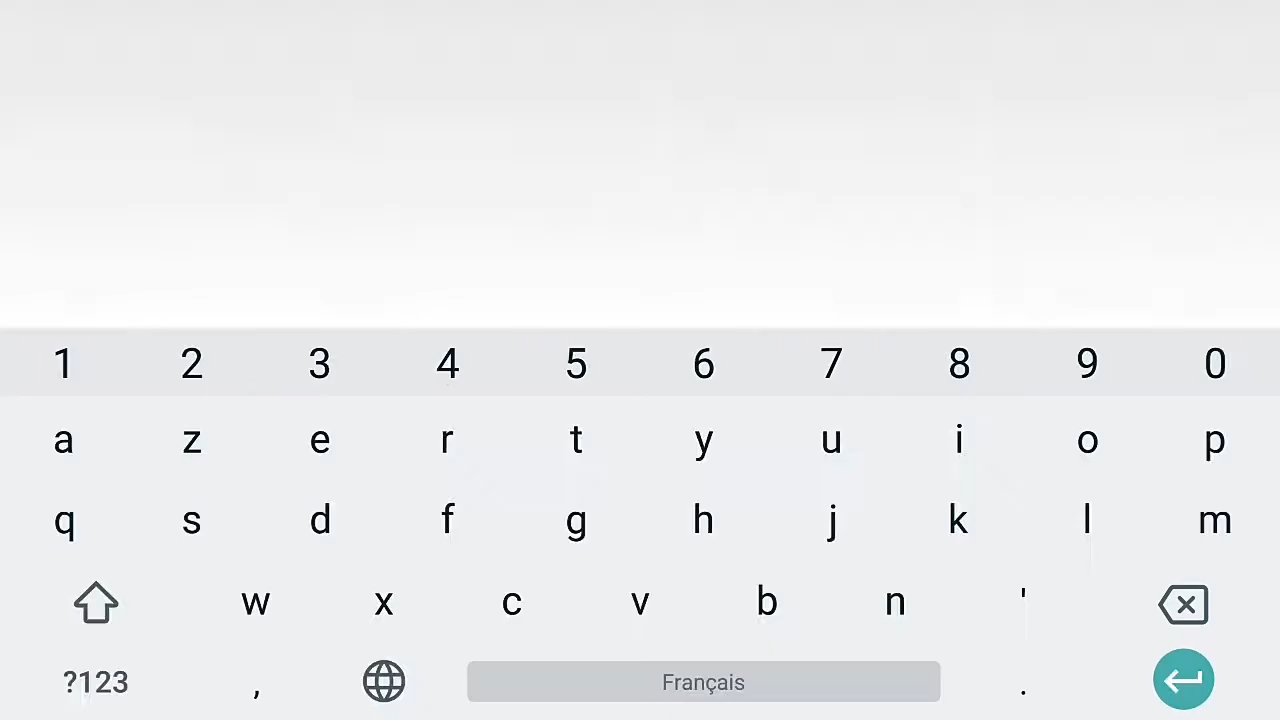 1 2 3 4 5 6 7 8 9 0
a z e r t y u i o p
q s d f g h j k l m
w x c v b n '
?123 , Français .